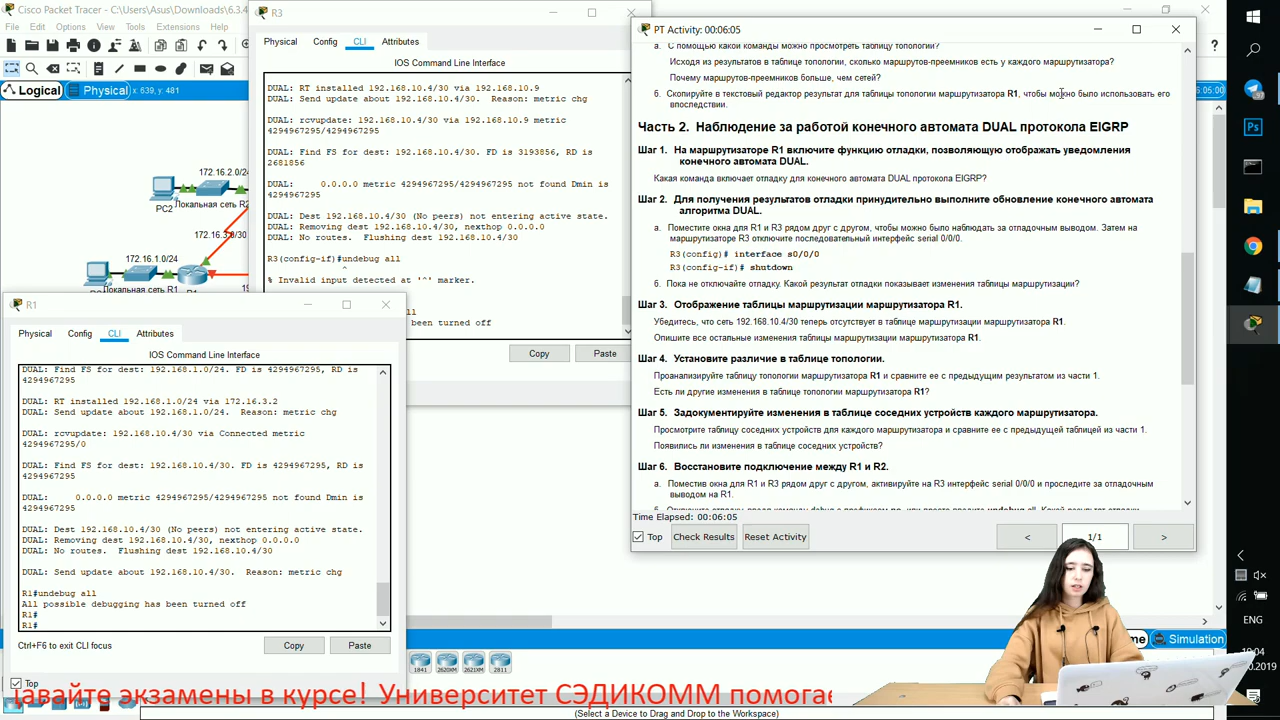 Cisco Packet Tracer - C:\Users\Asus\Downloads\6.3.4
File Edit Options View Tools Extensions Help
Logical
Physical
x: 639, y: 481
172.16.2.0/24
PC2
Локальная сеть R2
172.16.3.0/30
172.16.1.0/24
Локальная сеть R1
R3
Physical Config CLI Attributes
IOS Command Line Interface
DUAL: RT installed 192.168.10.4/30 via 192.168.10.9
DUAL: Send update about 192.168.10.4/30. Reason: metric chg
DUAL: rcvupdate: 192.168.10.4/30 via 192.168.10.9 metric
4294967295/4294967295
DUAL: Find FS for dest: 192.168.10.4/30. FD is 3193856, RD is
2681856
DUAL: 0.0.0.0 metric 4294967295/4294967295 not found Dmin is
4294967295
DUAL: Dest 192.168.10.4/30 (No peers) not entering active state.
DUAL: Removing dest 192.168.10.4/30, nexthop 0.0.0.0
DUAL: No routes. Flushing dest 192.168.10.4/30
R3(config-if)#undebug all
^
% Invalid input detected at '^' marker.
ll
been turned off
Copy Paste
R1
Physical Config CLI Attributes
IOS Command Line Interface
DUAL: Find FS for dest: 192.168.1.0/24. FD is 4294967295, RD is
4294967295
DUAL: RT installed 192.168.1.0/24 via 172.16.3.2
DUAL: Send update about 192.168.1.0/24. Reason: metric chg
DUAL: rcvupdate: 192.168.10.4/30 via Connected metric
4294967295/0
DUAL: Find FS for dest: 192.168.10.4/30. FD is 4294967295, RD is
4294967295
DUAL: 0.0.0.0 metric 4294967295/4294967295 not found Dmin is
4294967295
DUAL: Dest 192.168.10.4/30 (No peers) not entering active state.
DUAL: Removing dest 192.168.10.4/30, nexthop 0.0.0.0
DUAL: No routes. Flushing dest 192.168.10.4/30
DUAL: Send update about 192.168.10.4/30. Reason: metric chg
R1#undebug all
All possible debugging has been turned off
R1#
R1#
Ctrl+F6 to exit CLI focus
Copy Paste
Top
PT Activity: 00:06:05
а. С помощью какой команды можно просмотреть таблицу топологии?
Исходя из результатов в таблице топологии, сколько маршрутов-преемников есть у каждого маршрутизатора?
Почему маршрутов-преемников больше, чем сетей?
б. Скопируйте в текстовый редактор результат для таблицы топологии маршрутизатора R1, чтобы можно было использовать его
впоследствии.
Часть 2. Наблюдение за работой конечного автомата DUAL протокола EIGRP
Шаг 1. На маршрутизаторе R1 включите функцию отладки, позволяющую отображать уведомления
конечного автомата DUAL.
Какая команда включает отладку для конечного автомата DUAL протокола EIGRP?
Шаг 2. Для получения результатов отладки принудительно выполните обновление конечного автомата
алгоритма DUAL.
а. Поместите окна для R1 и R3 рядом друг с другом, чтобы можно было наблюдать за отладочным выводом. Затем на
маршрутизаторе R3 отключите последовательный интерфейс serial 0/0/0.
R3(config)# interface s0/0/0
R3(config-if)# shutdown
б. Пока не отключайте отладку. Какой результат отладки показывает изменения таблицы маршрутизации?
Шаг 3. Отображение таблицы маршрутизации маршрутизатора R1.
Убедитесь, что сеть 192.168.10.4/30 теперь отсутствует в таблице маршрутизации маршрутизатора R1.
Опишите все остальные изменения таблицы маршрутизации маршрутизатора R1.
Шаг 4. Установите различие в таблице топологии.
Проанализируйте таблицу топологии маршрутизатора R1 и сравните ее с предыдущим результатом из части 1.
Есть ли другие изменения в таблице топологии маршрутизатора R1?
Шаг 5. Задокументируйте изменения в таблице соседних устройств каждого маршрутизатора.
Просмотрите таблицу соседних устройств для каждого маршрутизатора и сравните ее с предыдущей таблицей из части 1.
Появились ли изменения в таблице соседних устройств?
Шаг 6. Восстановите подключение между R1 и R2.
а. Поместив окна для R1 и R3 рядом друг с другом, активируйте на R3 интерфейс serial 0/0/0 и проследите за отладочным
выводом на R1.
Time Elapsed: 00:06:05
Top Check Results Reset Activity < 1/1 >
5:05:00
me Simulation
1841 2620XM 2621XM 2811
(Select a Device to Drag and Drop to the Workspace)
давайте экзамены в курсе! Университет СЭДИКОММ помогае
ENG